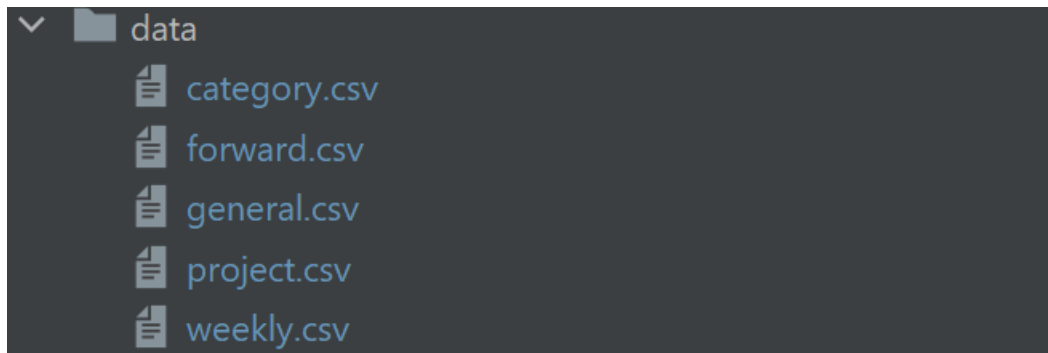 data
category.csv
forward.csv
general.csv
project.csv
weekly.csv